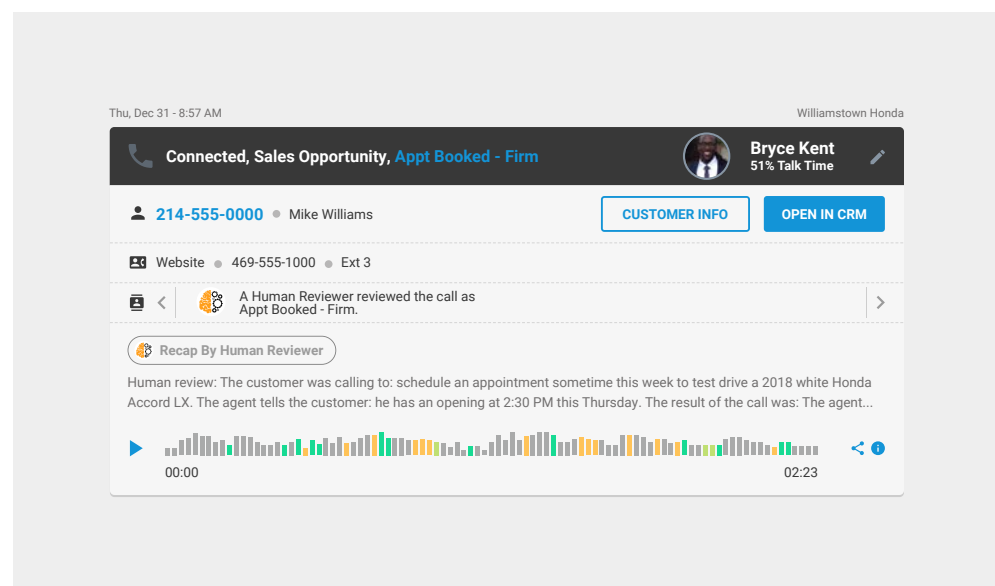 Thu, Dec 31 - 8:57 AM
Williamstown Honda
Connected, Sales Opportunity, Appt Booked - Firm
Bryce Kent
51% Talk Time
214-555-0000 Mike Williams
CUSTOMER INFO
OPEN IN CRM
Website 469-555-1000 Ext 3
A Human Reviewer reviewed the call as
Appt Booked - Firm.
Recap By Human Reviewer
Human review: The customer was calling to: schedule an appointment sometime this week to test drive a 2018 white Honda
Accord LX. The agent tells the customer: he has an opening at 2:30 PM this Thursday. The result of the call was: The agent...
00:00
02:23